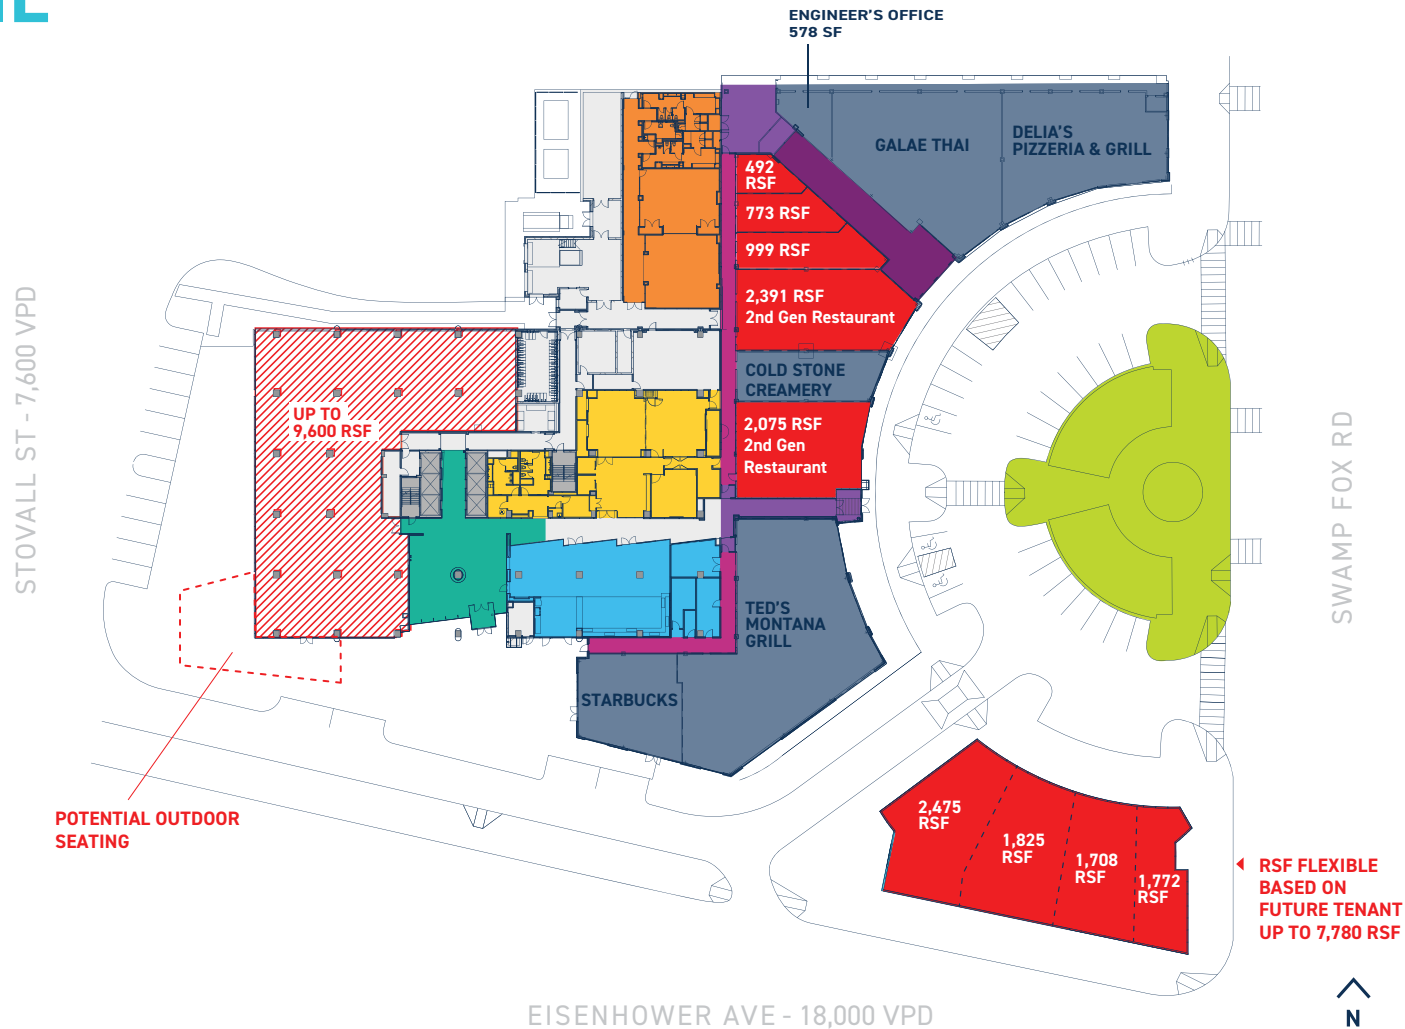 ENGINEER'S OFFICE
578 SF
GALAE THAI
DELIA'S
PIZZERIA & GRILL
492
RSF
773 RSF
999 RSF
2,391 RSF
2nd Gen Restaurant
COLD STONE
CREAMERY
2,075 RSF
2nd Gen
Restaurant
UP TO
9,600 RSF
STOVALL ST - 7,600 VPD
SWAMP FOX RD
TED'S
MONTANA
GRILL
STARBUCKS
POTENTIAL OUTDOOR
SEATING
2,475
RSF
1,825
RSF
1,708
RSF
1,772
RSF
RSF FLEXIBLE
BASED ON
FUTURE TENANT
UP TO 7,780 RSF
EISENHOWER AVE - 18,000 VPD
N